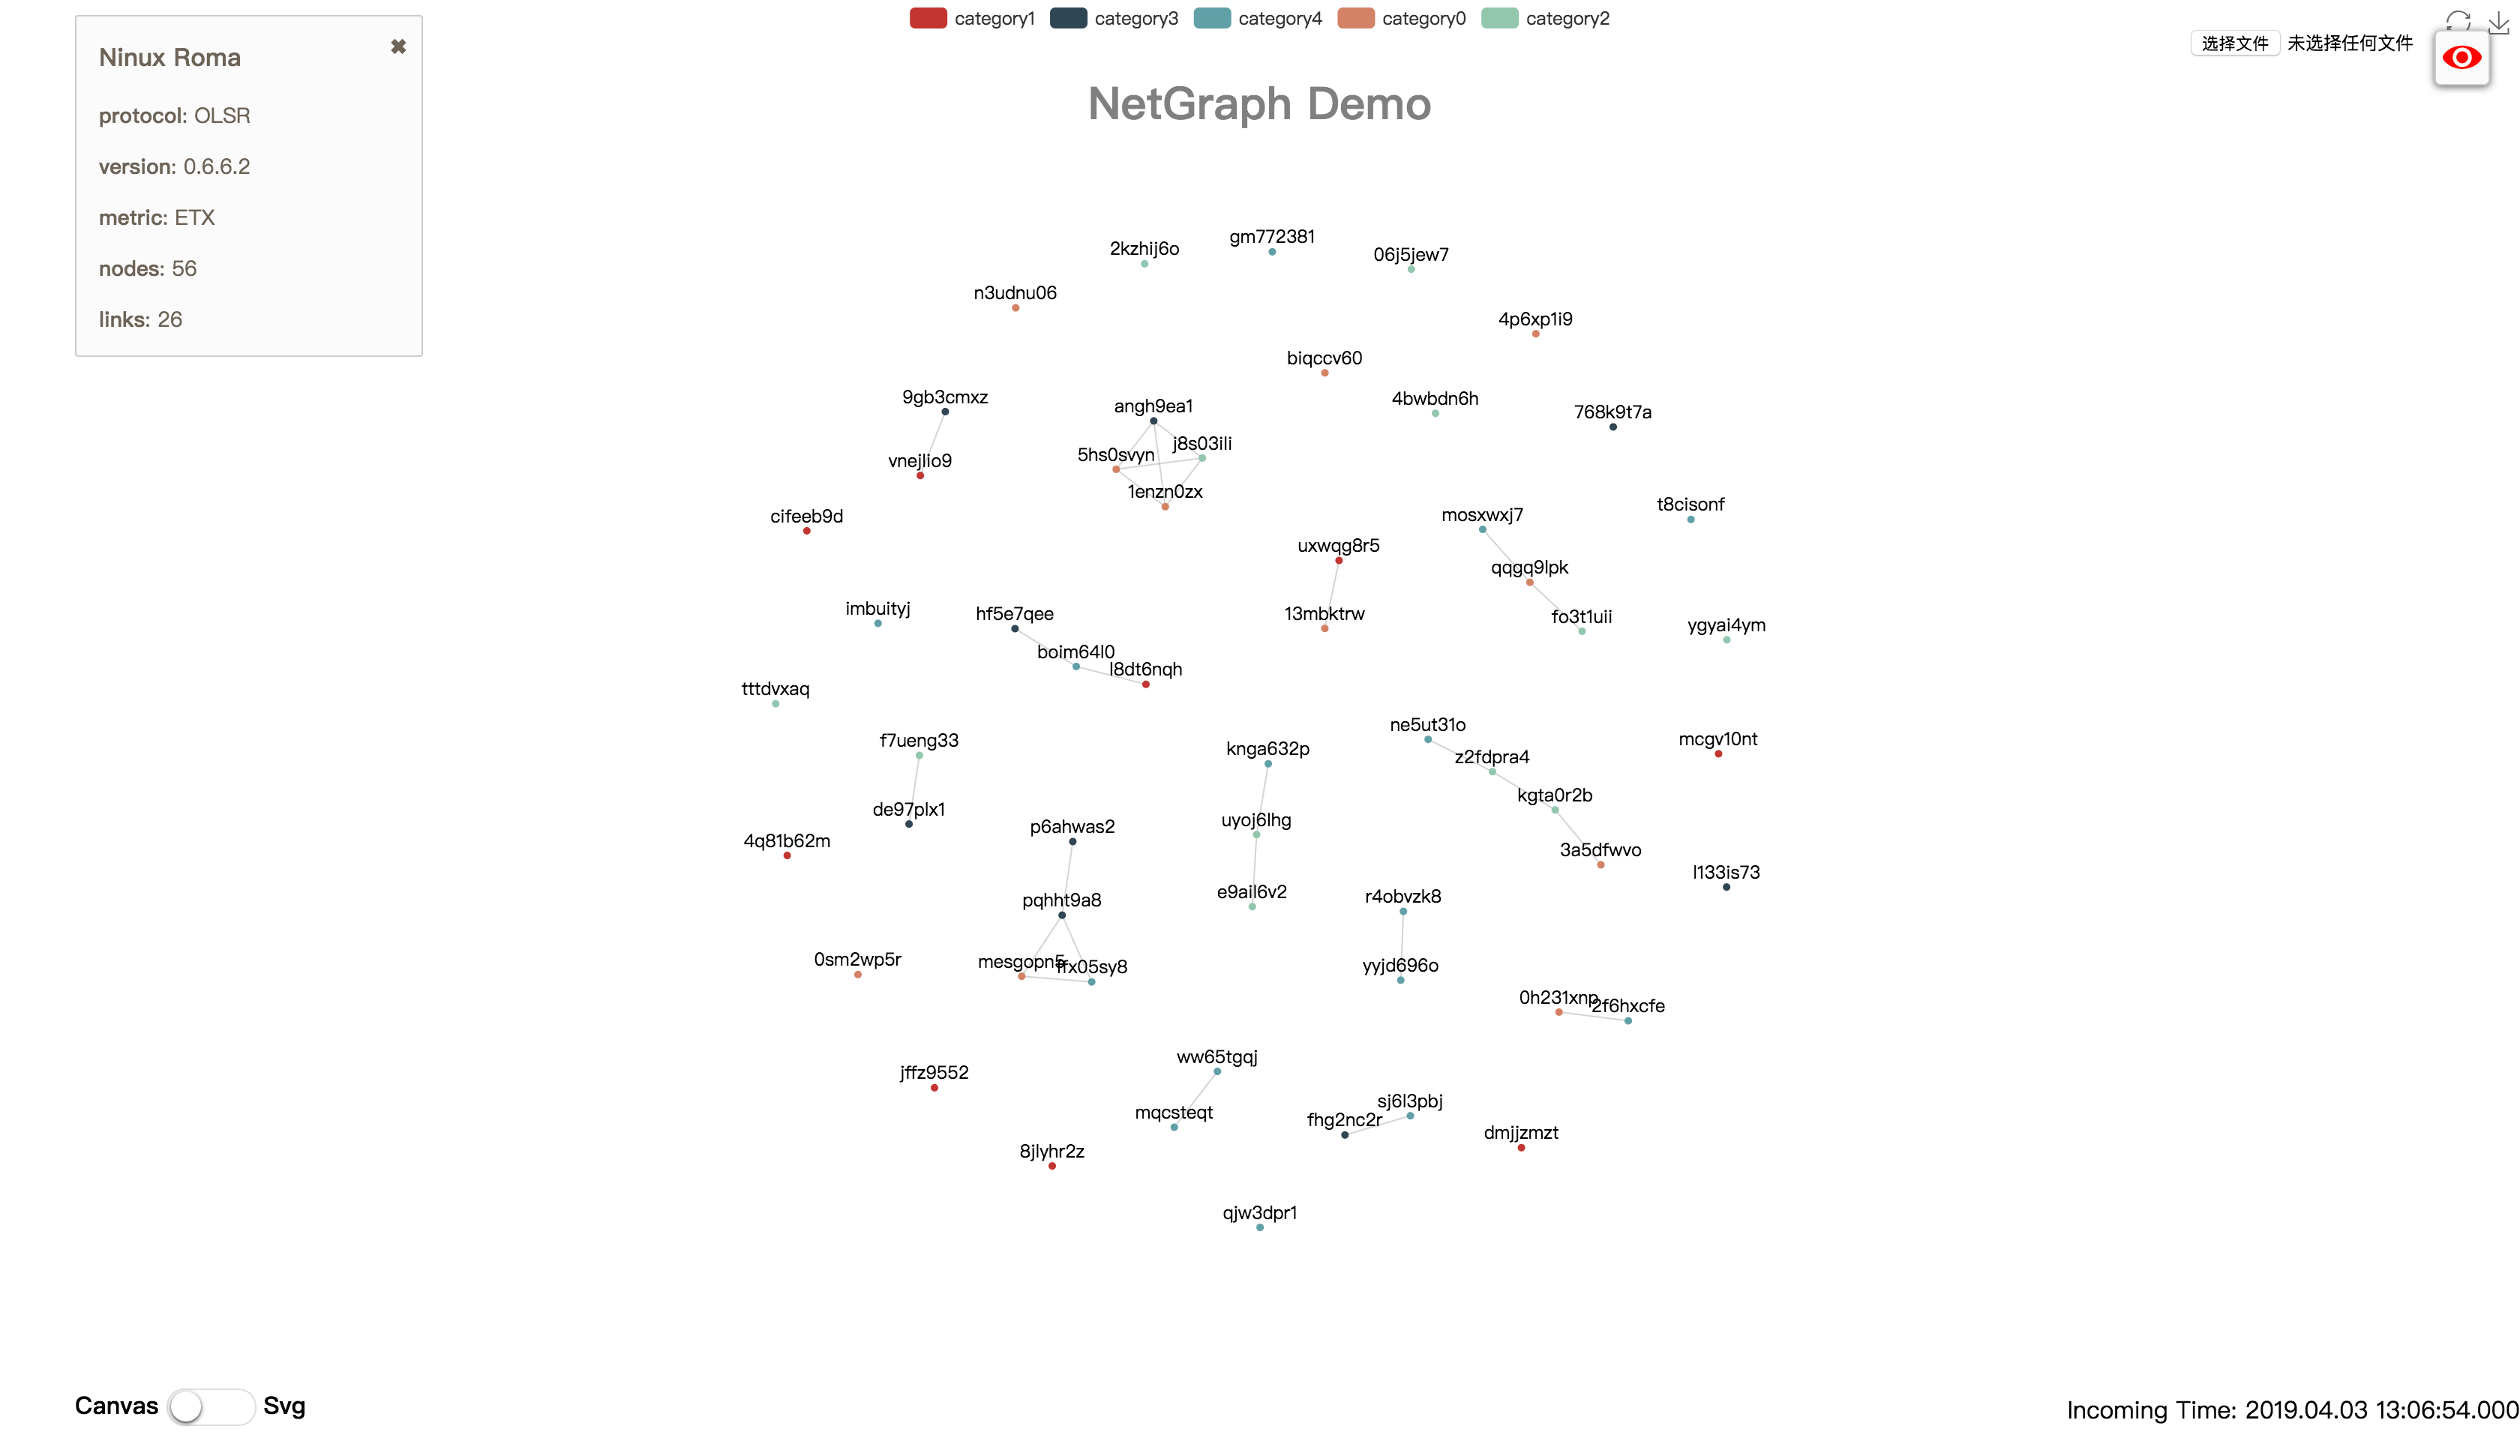 category1 category3 category4 category0 category2
Ninux Roma ✖
protocol: OLSR
version: 0.6.6.2
metric: ETX
nodes: 56
links: 26
选择文件 未选择任何文件
NetGraph Demo
gm772381
2kzhij6o
06j5jew7
n3udnu06
4p6xp1i9
biqccv60
9gb3cmxz
4bwbdn6h
angh9ea1
768k9t7a
j8s03ili
5hs0svyn
vnejlio9
1enzn0zx
t8cisonf
mosxwxj7
cifeeb9d
uxwqg8r5
qqgq9lpk
imbuityj
hf5e7qee
13mbktrw
fo3t1uii
ygyai4ym
boim64l0
l8dt6nqh
tttdvxaq
ne5ut31o
mcgv10nt
f7ueng33
knga632p
z2fdpra4
kgta0r2b
de97plx1
uyoj6lhg
p6ahwas2
4q81b62m
3a5dfwvo
l133is73
e9ail6v2
r4obvzk8
pqhht9a8
0sm2wp5r
mesgopn5
yyjd696o
ffx05sy8
0h231xnp
2f6hxcfe
ww65tgqj
jffz9552
sj6l3pbj
mqcsteqt
fhg2nc2r
dmjjzmzt
8jlyhr2z
qjw3dpr1
Canvas Svg
Incoming Time: 2019.04.03 13:06:54.000